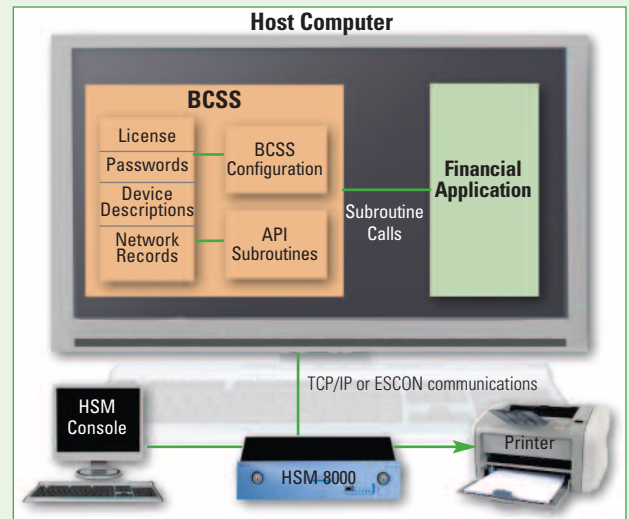 Host Computer
BCSS
License
Passwords
Device
Descriptions
Network
Records
BCSS
Configuration
API
Subroutines
Subroutine
Calls
Financial
Application
TCP/IP or ESCON communications
HSM
Console
HSM 8000
Printer